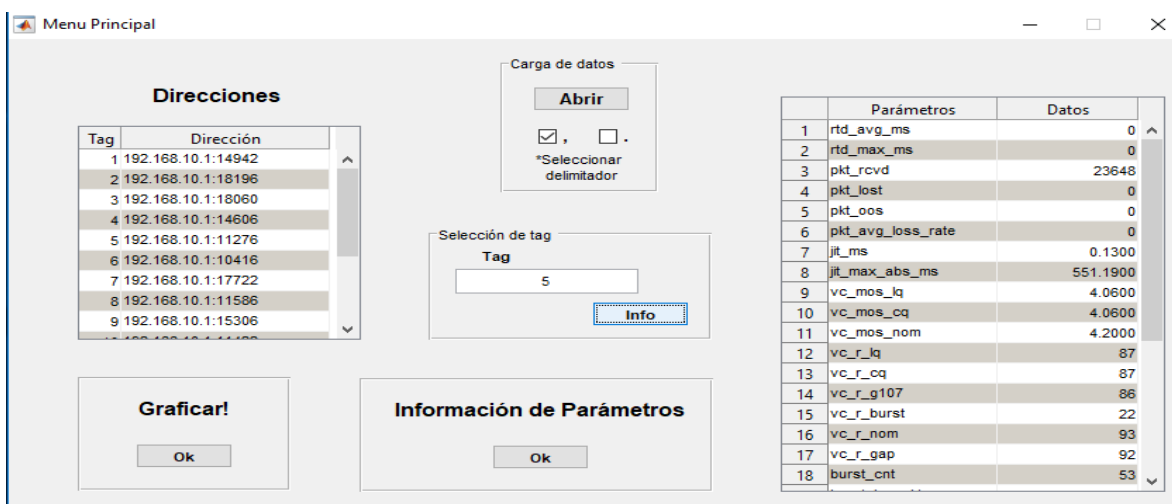 Menu Principal
Direcciones
Tag Dirección
1 192.168.10.1:14942
2 192.168.10.1:18196
3 192.168.10.1:18060
4 192.168.10.1:14606
5 192.168.10.1:11276
6 192.168.10.1:10416
7 192.168.10.1:17722
8 192.168.10.1:11586
9 192.168.10.1:15306
Carga de datos
Abrir
, .
*Seleccionar
delimitador
Selección de tag
Tag
5
Info
Graficar!
Ok
Información de Parámetros
Ok
Parámetros Datos
1 rtd_avg_ms 0
2 rtd_max_ms 0
3 pkt_rcvd 23648
4 pkt_lost 0
5 pkt_oos 0
6 pkt_avg_loss_rate 0
7 jit_ms 0.1300
8 jit_max_abs_ms 551.1900
9 vc_mos_lq 4.0600
10 vc_mos_cq 4.0600
11 vc_mos_nom 4.2000
12 vc_r_lq 87
13 vc_r_cq 87
14 vc_r_g107 86
15 vc_r_burst 22
16 vc_r_nom 93
17 vc_r_gap 92
18 burst_cnt 53